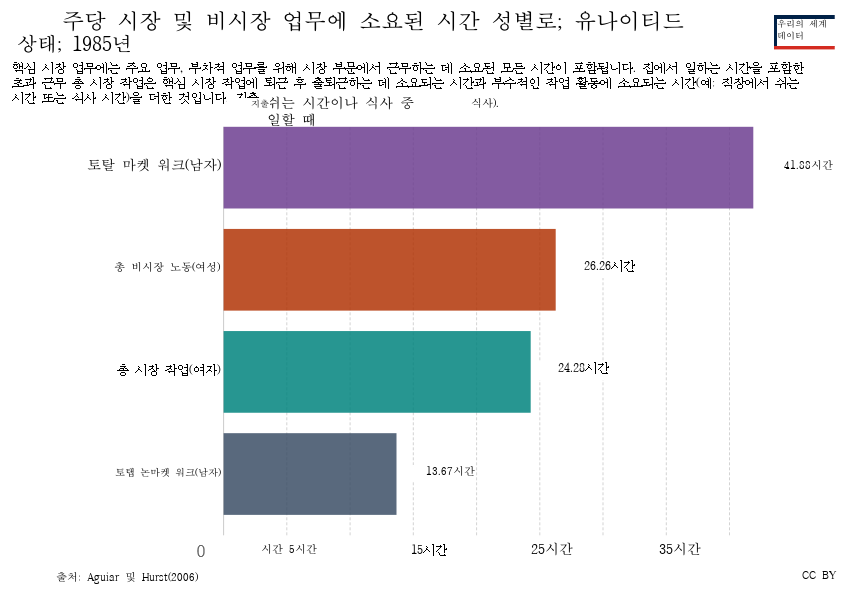 주당 시장 및 비시장 업무에 소요된 시간 성별로; 유나이티드
상태; 1985년
우리의 세계
데이터
핵심 시장 업무에는 주요 업무, 부차적 업무를 위해 시장 부문에서 근무하는 데 소요된 모든 시간이 포함됩니다. 집에서 일하는 시간을 포함한
초과 근무 총 시장 작업은 핵심 시장 작업에 퇴근 후 출퇴근하는 데 소요되는 시간과 부수적인 작업 활동에 소요되는 시간(예: 직장에서 쉬는
시간 또는 식사 시간)을 더한 것입니다
지출 쉬는 시간이나 식사 중 식사).
일할 때
토탈 마켓 워크(남자) 41.88시간
총 비시장 노동(여성) 26.26시간
총 시장 작업(여자) 24.28시간
토탭 논마켓 워크(남자) 13.67시간
0 시간 5시간 15시간 25시간 35시간
출처: Aguiar 및 Hurst(2006)
CC BY